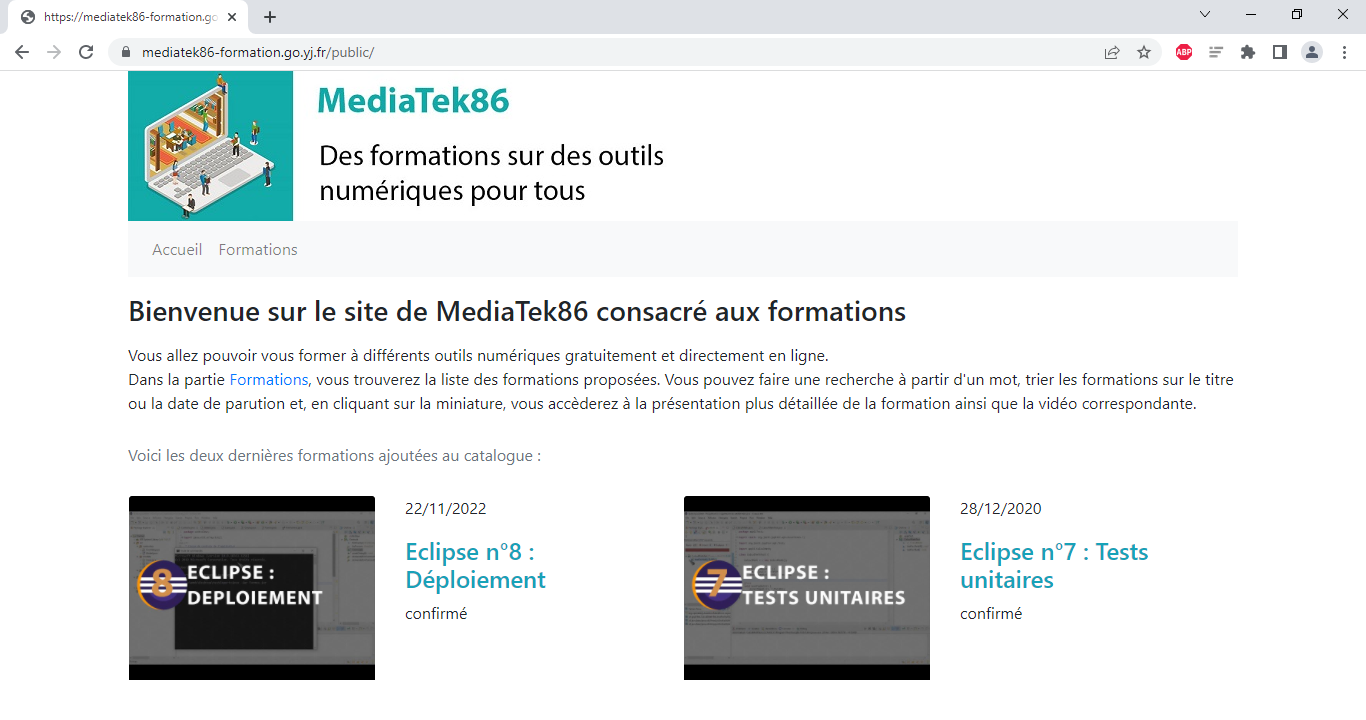 https://mediatek86-formation.go
mediatek86-formation.go.yj.fr/public/
ABP
MediaTek86
Des formations sur des outils
numériques pour tous
Accueil Formations
Bienvenue sur le site de MediaTek86 consacré aux formations
Vous allez pouvoir vous former à différents outils numériques gratuitement et directement en ligne.
Dans la partie Formations, vous trouverez la liste des formations proposées. Vous pouvez faire une recherche à partir d'un mot, trier les formations sur le titre
ou la date de parution et, en cliquant sur la miniature, vous accèderez à la présentation plus détaillée de la formation ainsi que la vidéo correspondante.
Voici les deux dernières formations ajoutées au catalogue :
8 ECLIPSE :
DEPLOIEMENT
22/11/2022
Eclipse n°8 :
Déploiement
confirmé
7 ECLIPSE :
TESTS UNITAIRES
28/12/2020
Eclipse n°7 : Tests
unitaires
confirmé